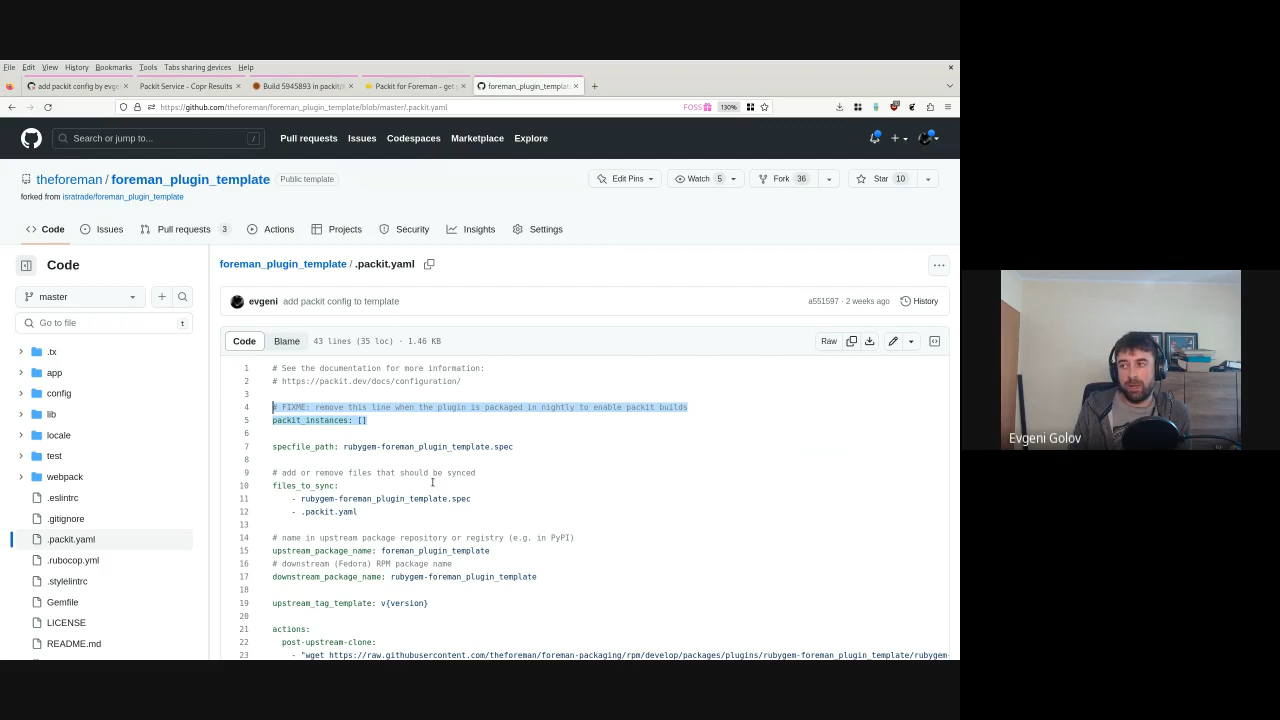 File Edit View History Bookmarks Tools Tabs sharing devices Help
add packit config by evge
Packit Service - Copr Results
Build 5945893 in packit/
Packit for Foreman - get
foreman_plugin_templat
https://github.com/theforeman/foreman_plugin_template/blob/master/.packit.yaml
FOSS
130%
Search or jump to...
/
Pull requests Issues Codespaces Marketplace Explore
theforeman / foreman_plugin_template Public template
forked from isratrade/foreman_plugin_template
Edit Pins Watch 5 Fork 36 Star 10
Code Issues Pull requests 3 Actions Projects Security Insights Settings
Code
master
Go to file t
.tx
app
config
lib
locale
test
webpack
.eslintrc
.gitignore
.packit.yaml
.rubocop.yml
.stylelintrc
Gemfile
LICENSE
README.md
foreman_plugin_template / .packit.yaml
evgeni add packit config to template a551597 · 2 weeks ago History
Code Blame 43 lines (35 loc) · 1.46 KB Raw
1 # See the documentation for more information:
2 # https://packit.dev/docs/configuration/
3
4 # FIXME: remove this line when the plugin is packaged in nightly to enable packit builds
5 packit_instances: []
6
7 specfile_path: rubygem-foreman_plugin_template.spec
8
9 # add or remove files that should be synced
10 files_to_sync:
11 - rubygem-foreman_plugin_template.spec
12 - .packit.yaml
13
14 # name in upstream package repository or registry (e.g. in PyPI)
15 upstream_package_name: foreman_plugin_template
16 # downstream (Fedora) RPM package name
17 downstream_package_name: rubygem-foreman_plugin_template
18
19 upstream_tag_template: v{version}
20
21 actions:
22 post-upstream-clone:
23 - "wget https://raw.githubusercontent.com/theforeman/foreman-packaging/rpm/develop/packages/plugins/rubygem-foreman_plugin_template/rubygem-
Evgeni Golov